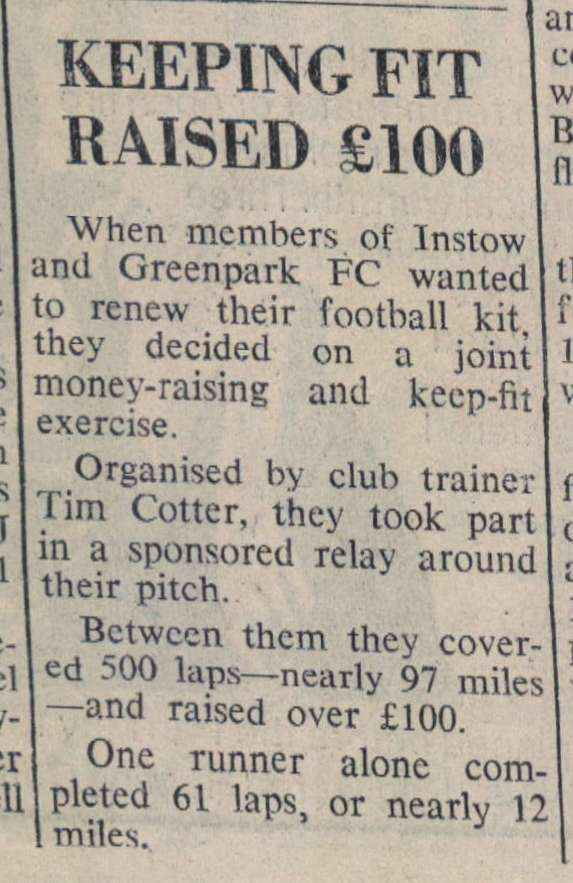 KEEPING FIT
RAISED £100
When members of Instow
and Greenpark FC wanted
to renew their football kit,
they decided on a joint
money-raising and keep-fit
exercise.
Organised by club trainer
Tim Cotter, they took part
in a sponsored relay around
their pitch.
Between them they cover-
ed 500 laps—nearly 97 miles
—and raised over £100.
One runner alone com-
pleted 61 laps, or nearly 12
miles.